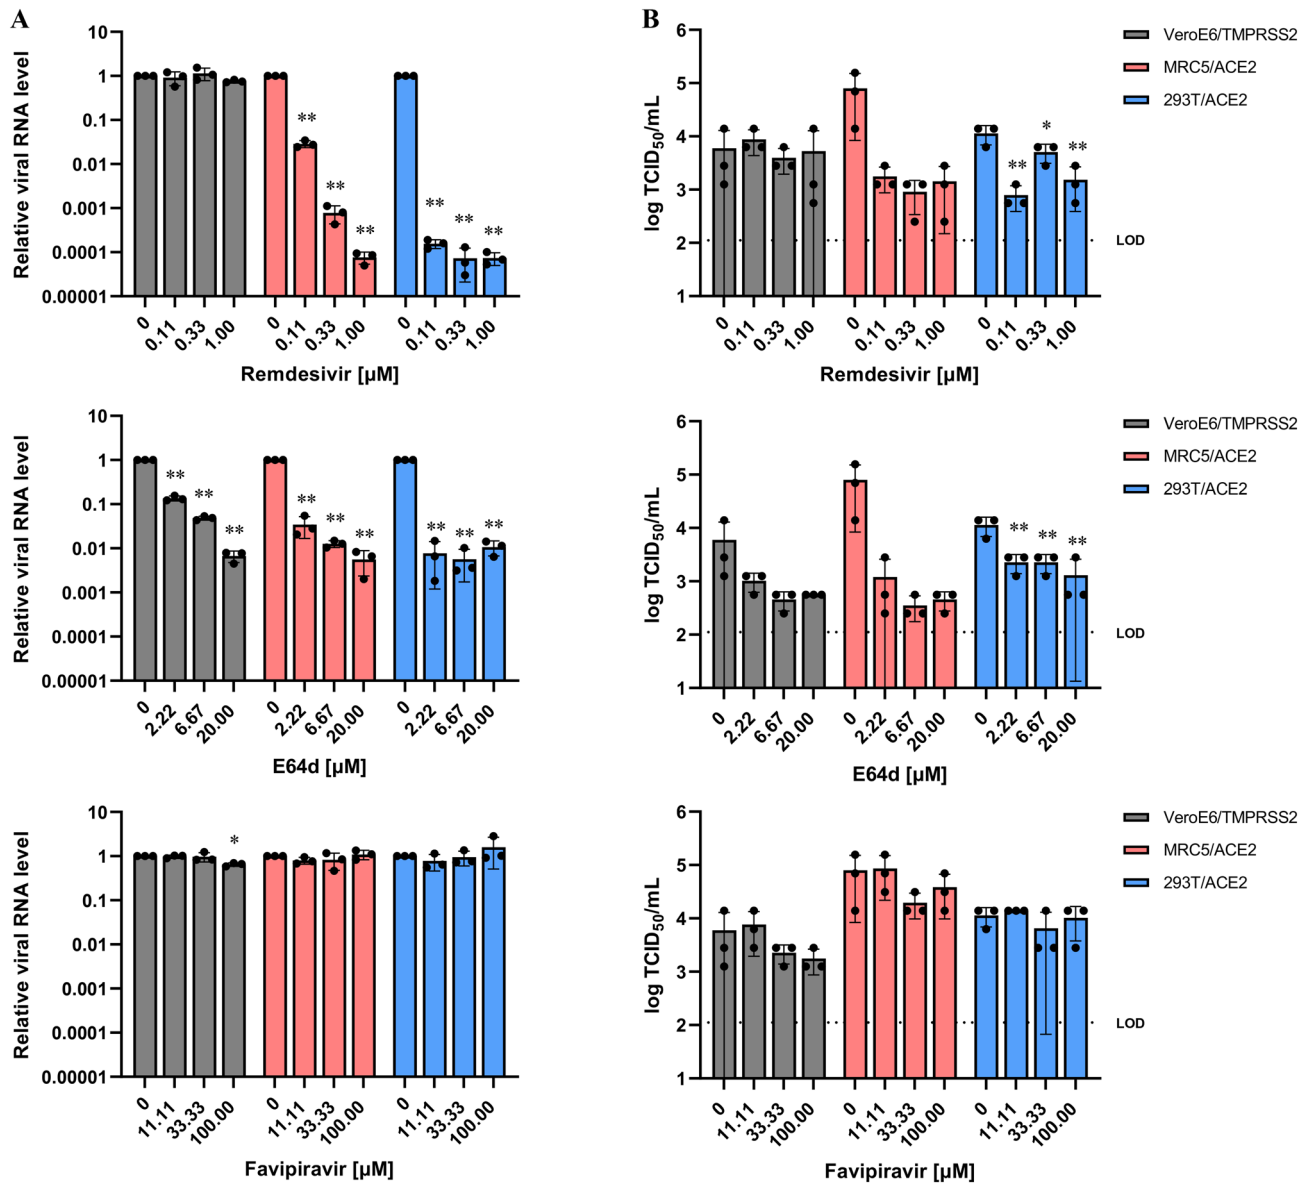 A
Relative viral RNA level
10
1
0.1
0.01
0.001
0.0001
0.00001
** ** ** ** ** **
0 0.11 0.33 1.00 0 0.11 0.33 1.00 0 0.11 0.33 1.00
Remdesivir [µM]
B
log TCID50/mL
6
5
4
3
2
1
** * **
LOD
0 0.11 0.33 1.00 0 0.11 0.33 1.00 0 0.11 0.33 1.00
Remdesivir [µM]
VeroE6/TMPRSS2
MRC5/ACE2
293T/ACE2
Relative viral RNA level
10
1
0.1
0.01
0.001
0.0001
0.00001
** ** ** ** ** ** ** ** **
0 2.22 6.67 20.00 0 2.22 6.67 20.00 0 2.22 6.67 20.00
E64d [µM]
log TCID50/mL
6
5
4
3
2
1
** ** **
LOD
0 2.22 6.67 20.00 0 2.22 6.67 20.00 0 2.22 6.67 20.00
E64d [µM]
VeroE6/TMPRSS2
MRC5/ACE2
293T/ACE2
Relative viral RNA level
10
1
0.1
0.01
0.001
0.0001
0.00001
*
0 11.11 33.33 100.00 0 11.11 33.33 100.00 0 11.11 33.33 100.00
Favipiravir [µM]
log TCID50/mL
6
5
4
3
2
1
LOD
0 11.11 33.33 100.00 0 11.11 33.33 100.00 0 11.11 33.33 100.00
Favipiravir [µM]
VeroE6/TMPRSS2
MRC5/ACE2
293T/ACE2